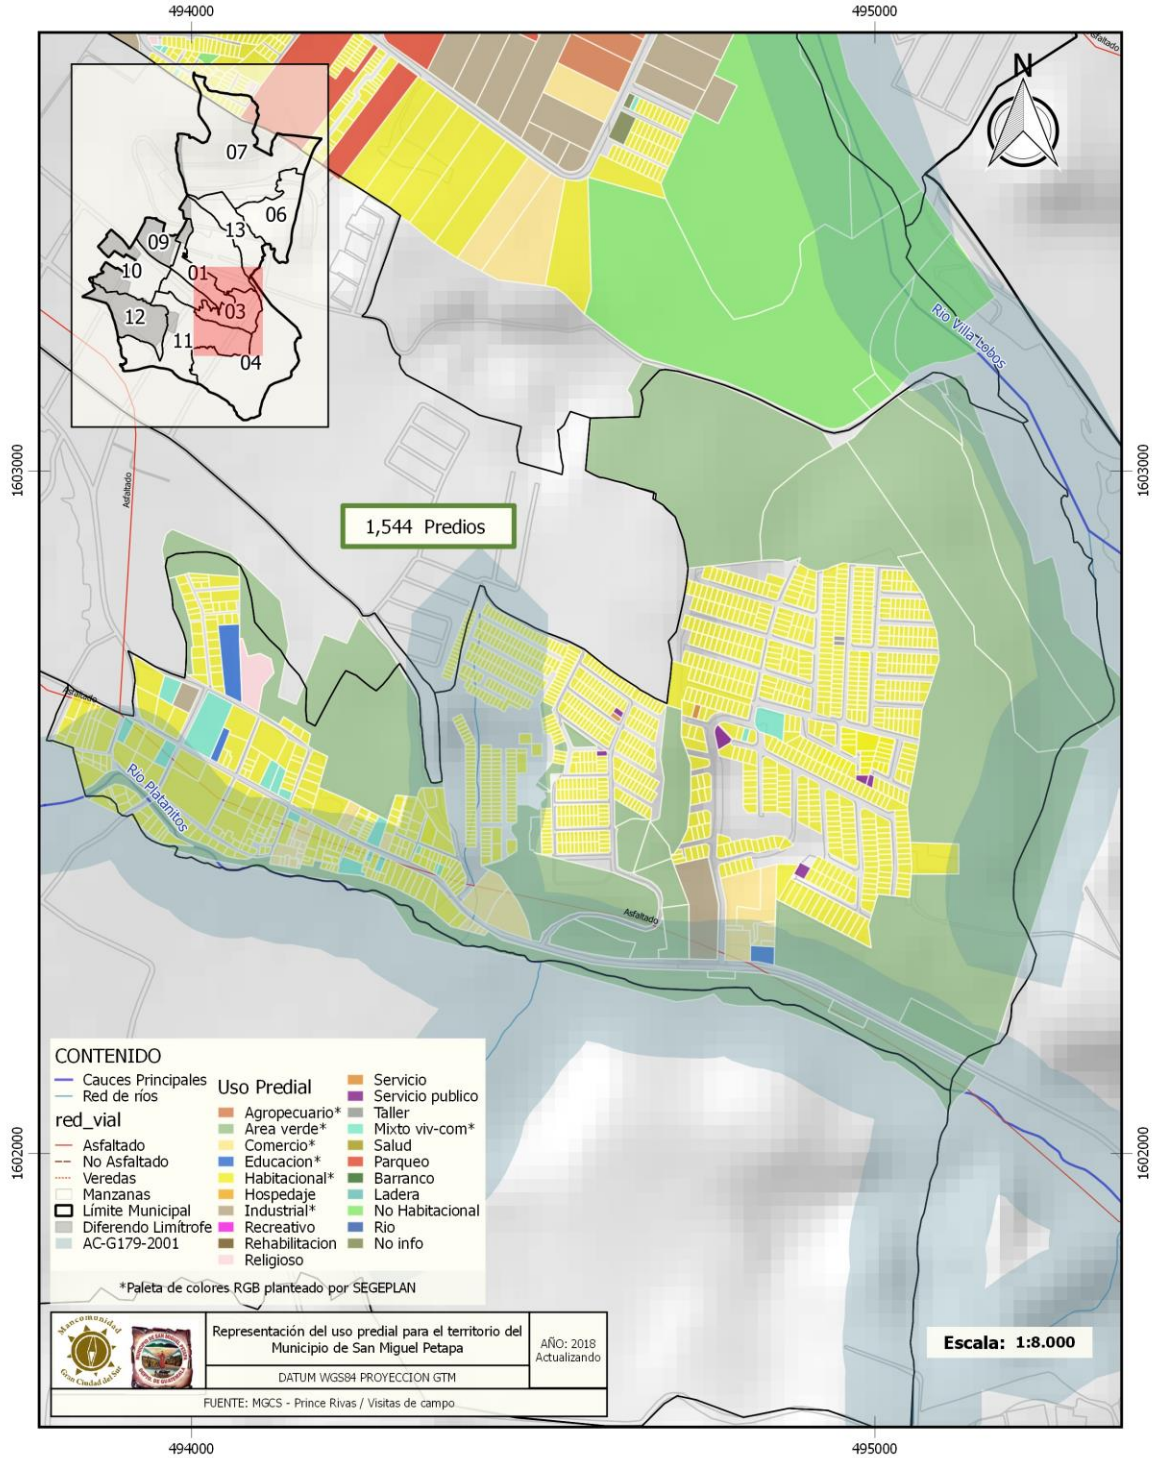 494000
495000
N
07
06
13
09
01
10
03
12
11
04
Rio Villa Lobos
1603000
1603000
Asfaltado
Asfaltado
1,544 Predios
Asfaltado
Rio Platanitos
Asfaltado
CONTENIDO
Cauces Principales
Red de ríos
red_vial
Asfaltado
No Asfaltado
Veredas
Manzanas
Límite Municipal
Diferendo Limítrofe
AC-G179-2001
Uso Predial
Agropecuario*
Area verde*
Comercio*
Educacion*
Habitacional*
Hospedaje
Industrial*
Recreativo
Rehabilitacion
Religioso
Servicio
Servicio publico
Taller
Mixto viv-com*
Salud
Parqueo
Barranco
Ladera
No Habitacional
Rio
No info
*Paleta de colores RGB planteado por SEGEPLAN
1602000
1602000
Mancomunidad
Gran Ciudad del Sur
Representación del uso predial para el territorio del
Municipio de San Miguel Petapa
DATUM WGS84 PROYECCION GTM
AÑO: 2018
Actualizando
FUENTE: MGCS - Prince Rivas / Visitas de campo
Escala: 1:8.000
494000
495000